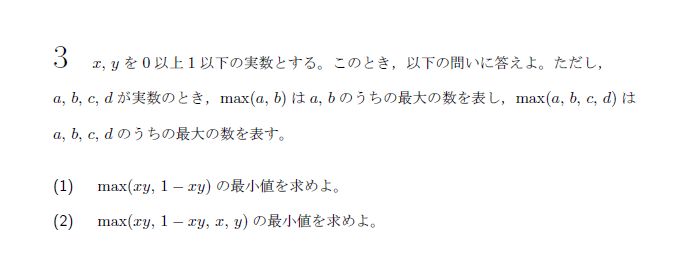 3 x, y を 0 以上 1 以下の実数とする。このとき，以下の問いに答えよ。ただし，
a, b, c, d が実数のとき，max(a, b) は a, b のうちの最大の数を表し，max(a, b, c, d) は
a, b, c, d のうちの最大の数を表す。
(1) max(xy, 1 − xy) の最小値を求めよ。
(2) max(xy, 1 − xy, x, y) の最小値を求めよ。